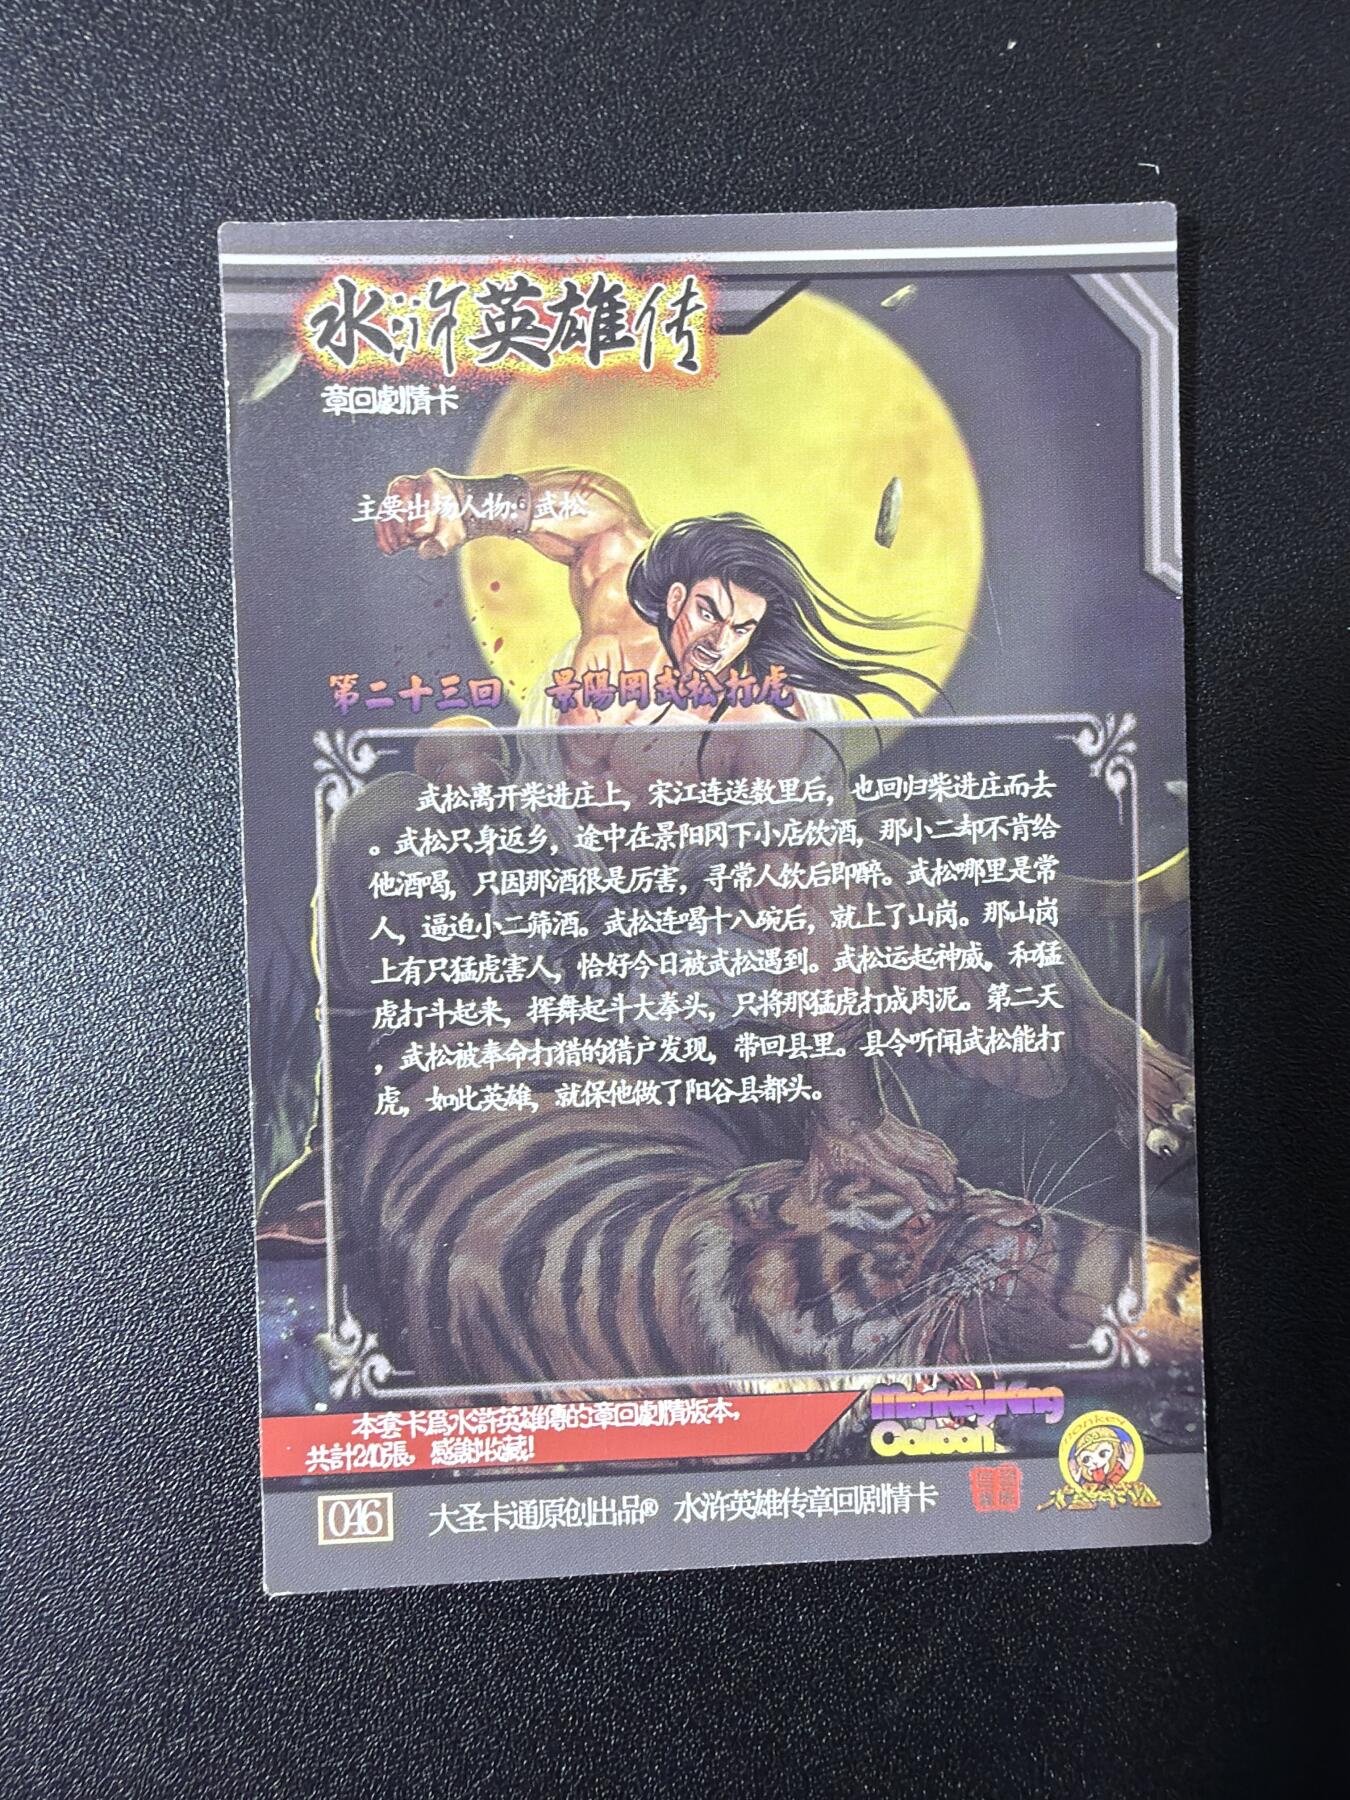 水浒英雄传
章回劇情卡
主要出场人物：武松
第二十三回　景陽岡武松打虎
武松离开柴进庄上，宋江连送数里后，也回归柴进庄而去
。武松只身返乡，途中在景阳冈下小店饮酒，那小二却不肯给
他酒喝，只因那酒很是厉害，寻常人饮后即醉。武松哪里是常
人，逼迫小二筛酒。武松连喝十八碗后，就上了山岗。那山岗
上有只猛虎害人，恰好今日被武松遇到。武松运起神威，和猛
虎打斗起来，挥舞起斗大拳头，只将那猛虎打成肉泥。第二天
，武松被奉命打猎的猎户发现，带回县里。县令听闻武松能打
虎，如此英雄，就保他做了阳谷县都头。
本套卡爲水滸英雄傳的章回劇情版本，
共計240張，感謝收藏！
MonkeyKing
Cartoon
monkey
046
大圣卡通原创出品® 水浒英雄传章回剧情卡